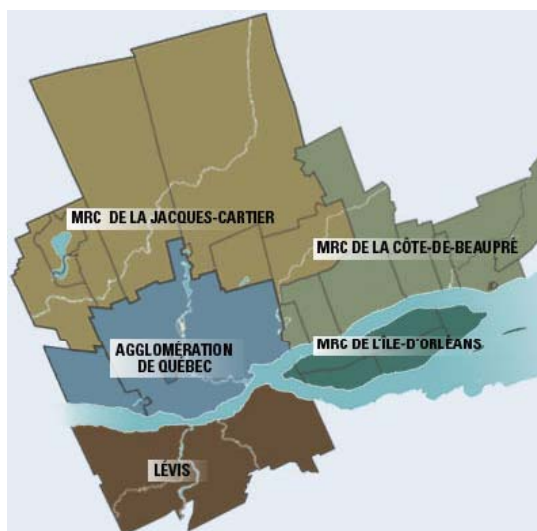 MRC DE LA JACQUES-CARTIER
MRC DE LA CÔTE-DE-BEAUPRÉ
AGGLOMÉRATION
DE QUÉBEC
MRC DE L'ÎLE-D'ORLÉANS
LÉVIS